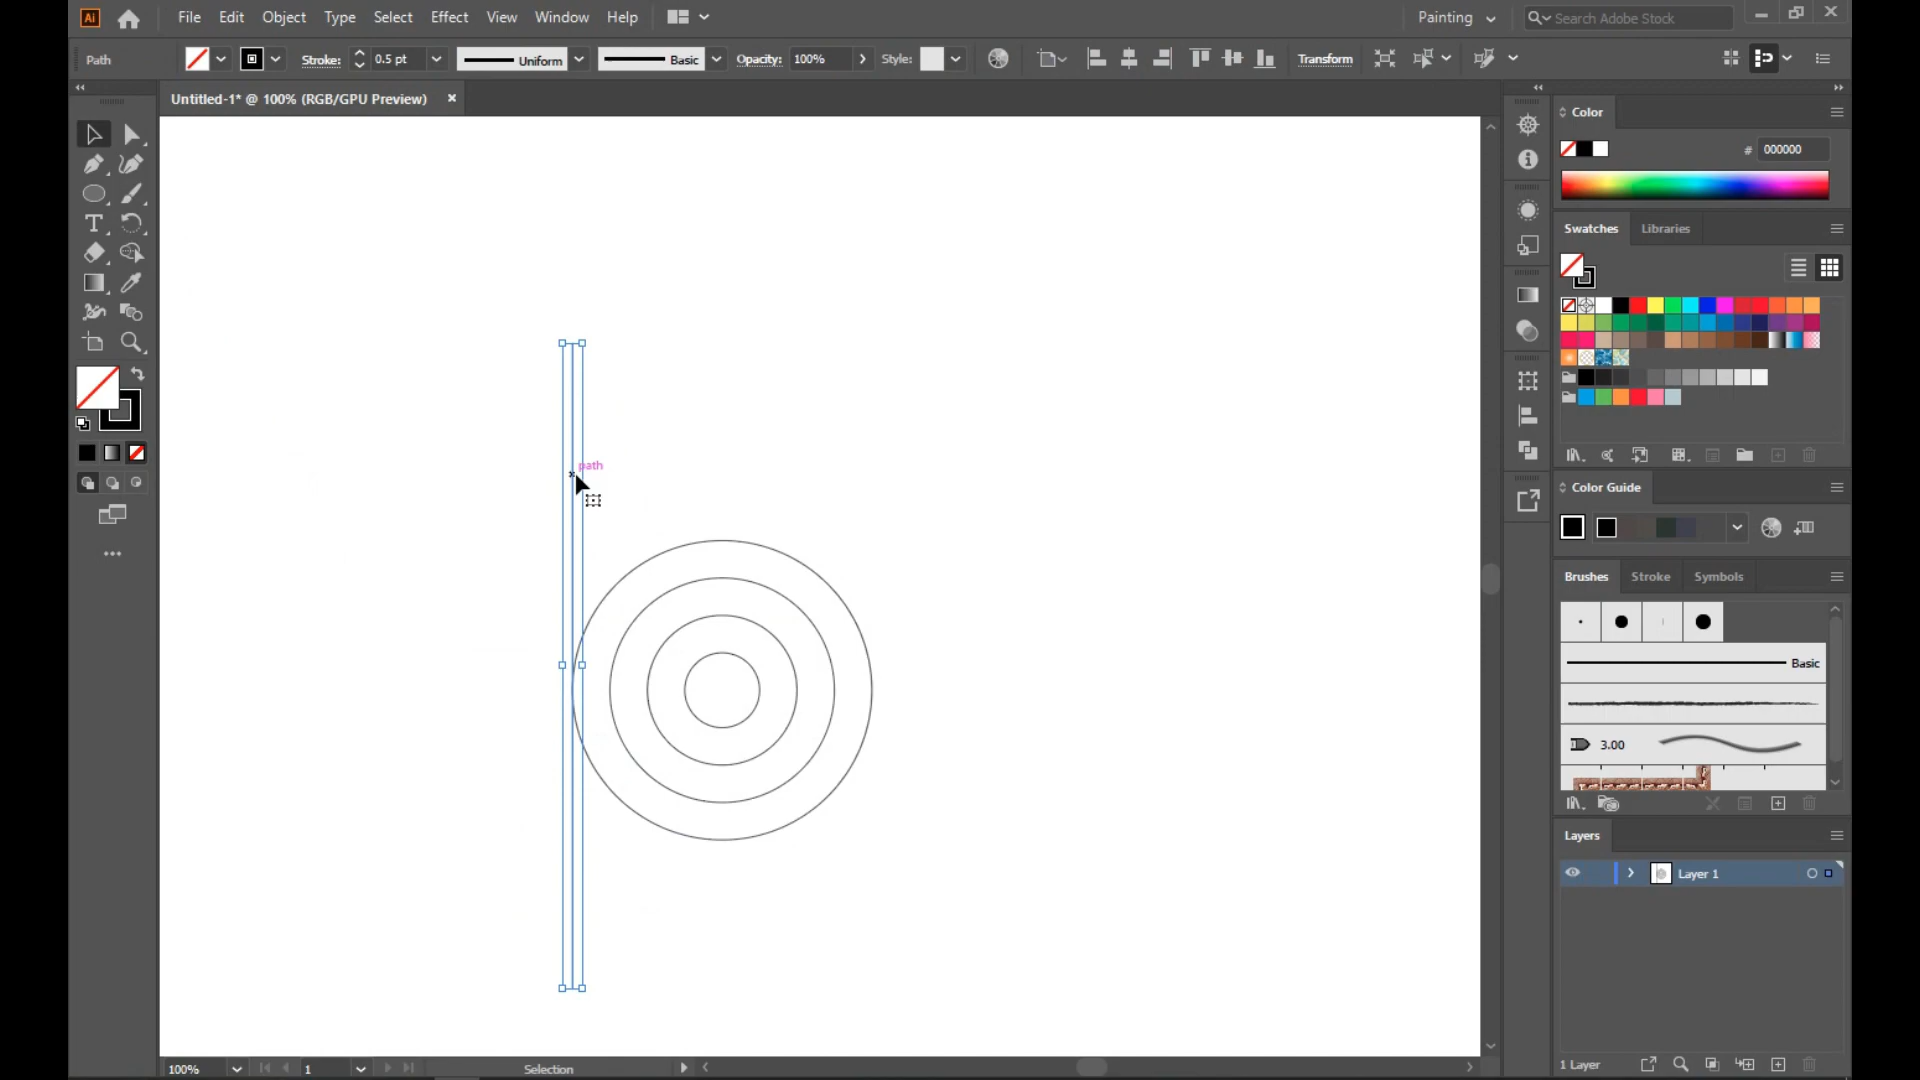 Ai File Edit Object Type Select Effect View Window Help Painting Search Adobe Stock
Path Stroke: 0.5 pt Uniform Basic Opacity: 100% Style: Transform
Untitled-1* @ 100% (RGB/GPU Preview)
Color
# 000000
Swatches Libraries
path
Color Guide
Brushes Stroke Symbols
Basic
3.00
Layers
Layer 1
1 Layer
100% 1 Selection